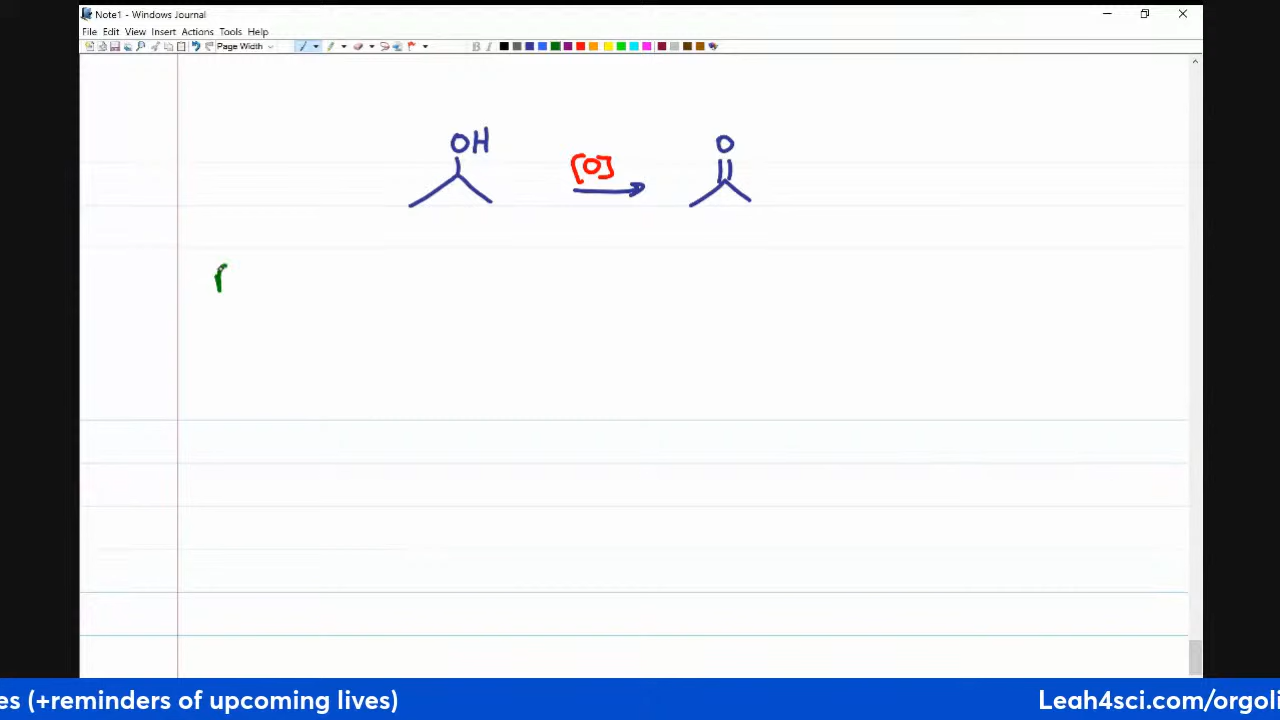 Note1 - Windows Journal
File Edit View Insert Actions Tools Help
Page Width
B I
OH
[O]
O
r
es (+reminders of upcoming lives)
Leah4sci.com/orgoli